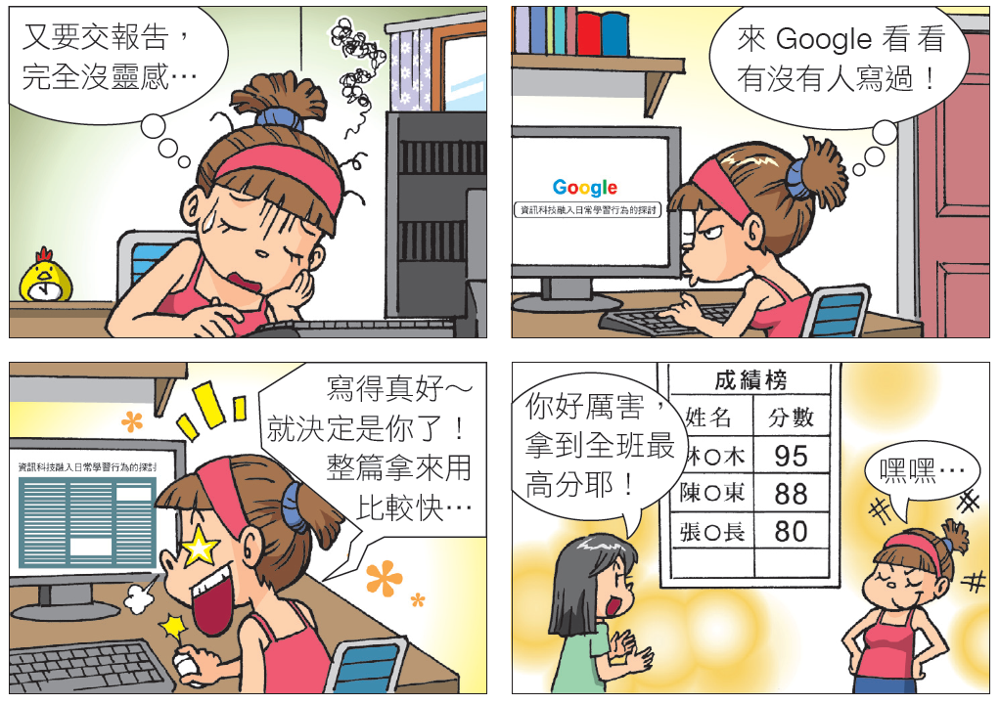 又要交報告，
完全沒靈感…
來 Google 看看
有沒有人寫過！
Google
資訊科技融入日常學習行為的探討
寫得真好～
就決定是你了！
整篇拿來用
比較快…
資訊科技融入日常學習行為的探討
你好厲害，
拿到全班最
高分耶！
成績榜
姓名 分數
林○木 95
陳○東 88
張○長 80
嘿嘿…